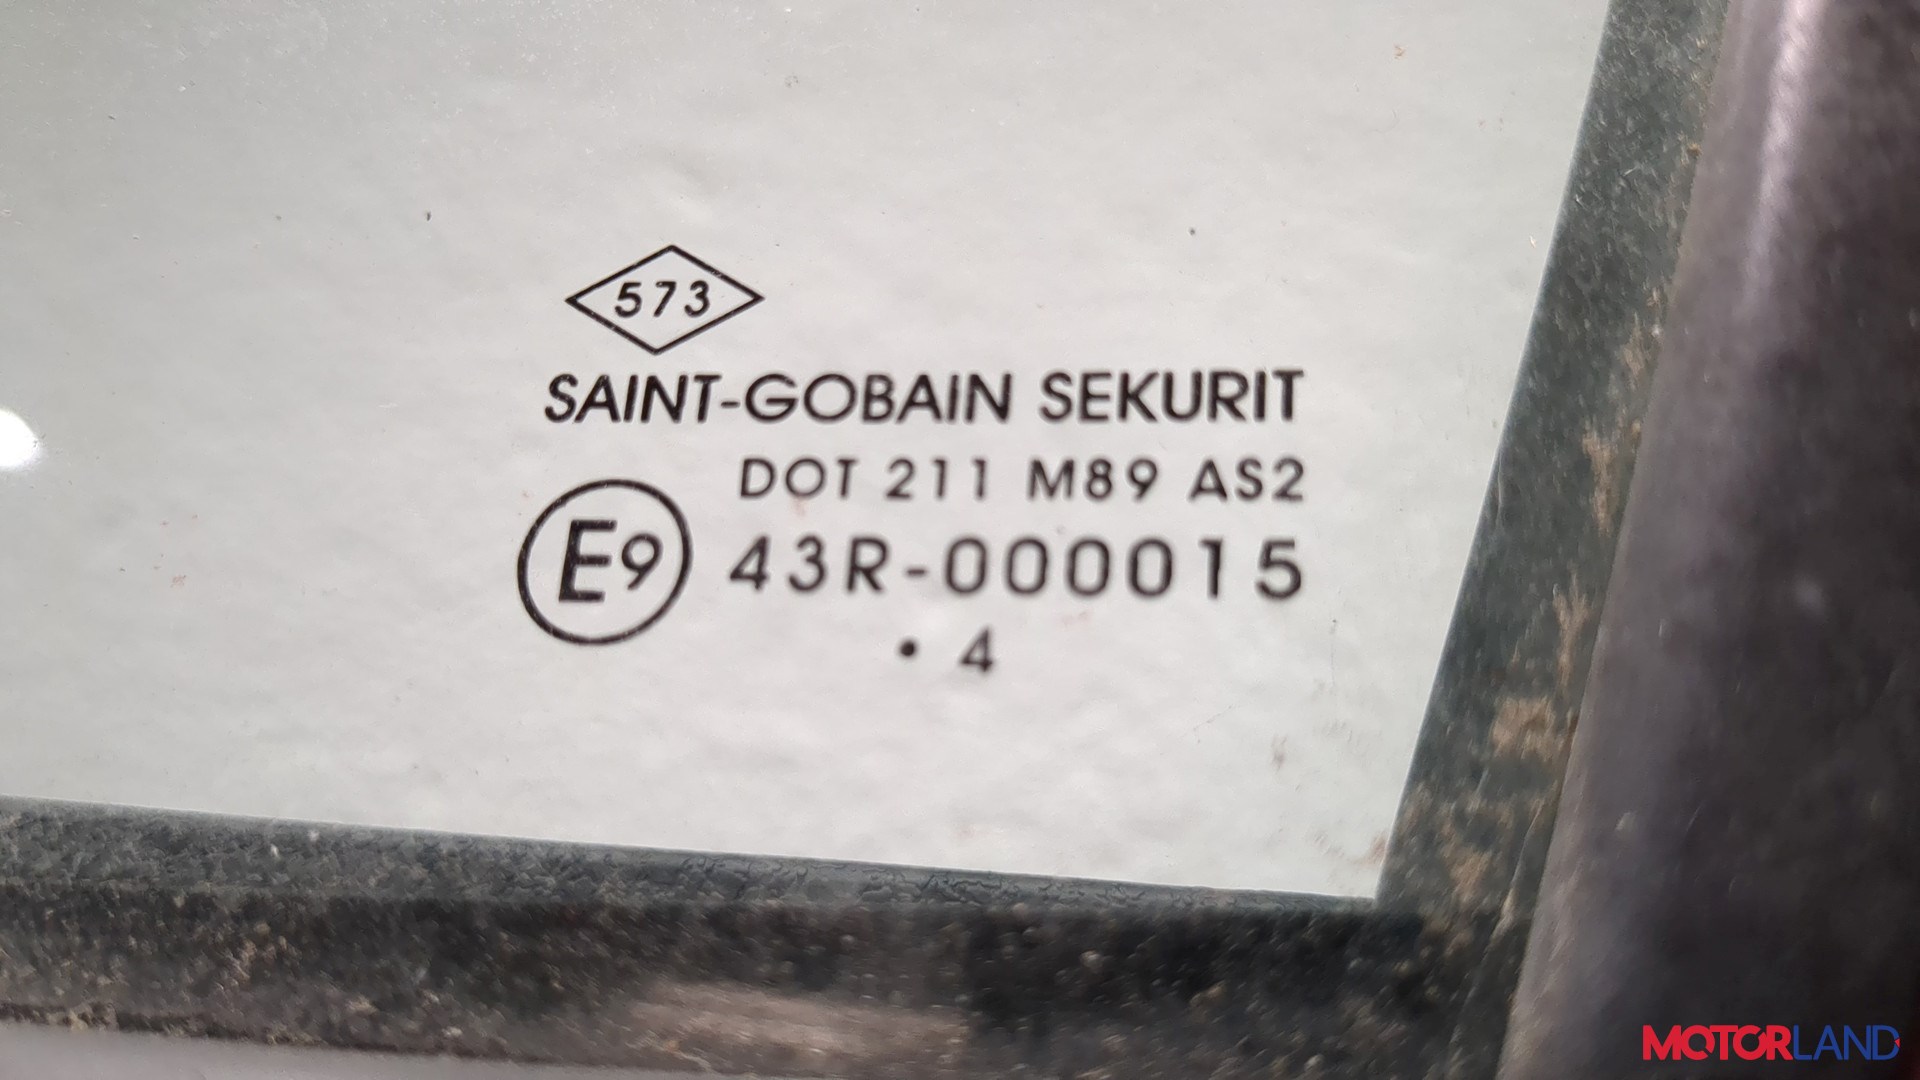 573
SAINT-GOBAIN SEKURIT
DOT 211 M89 AS2
E9 43R-000015
• 4
MOTORLAND